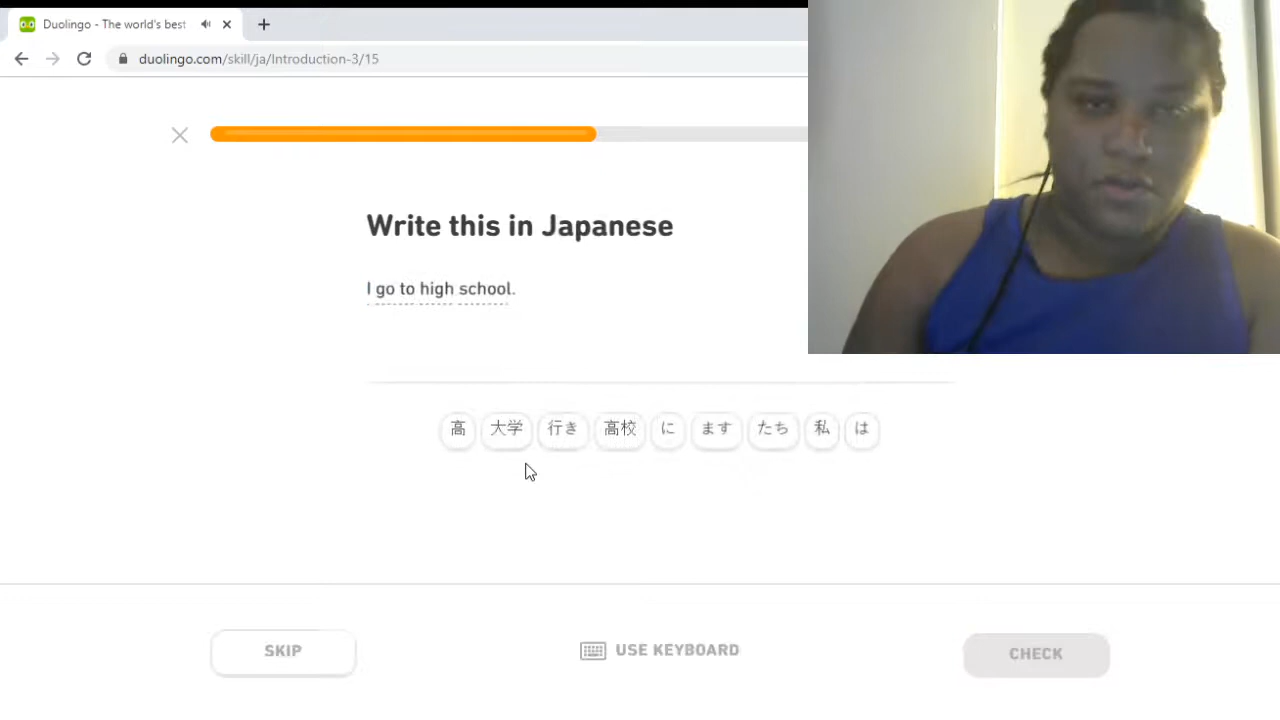 Duolingo - The world's best
duolingo.com/skill/ja/Introduction-3/15
Write this in Japanese
I go to high school.
高 大学 行き 高校 に ます たち 私 は
SKIP
USE KEYBOARD
CHECK